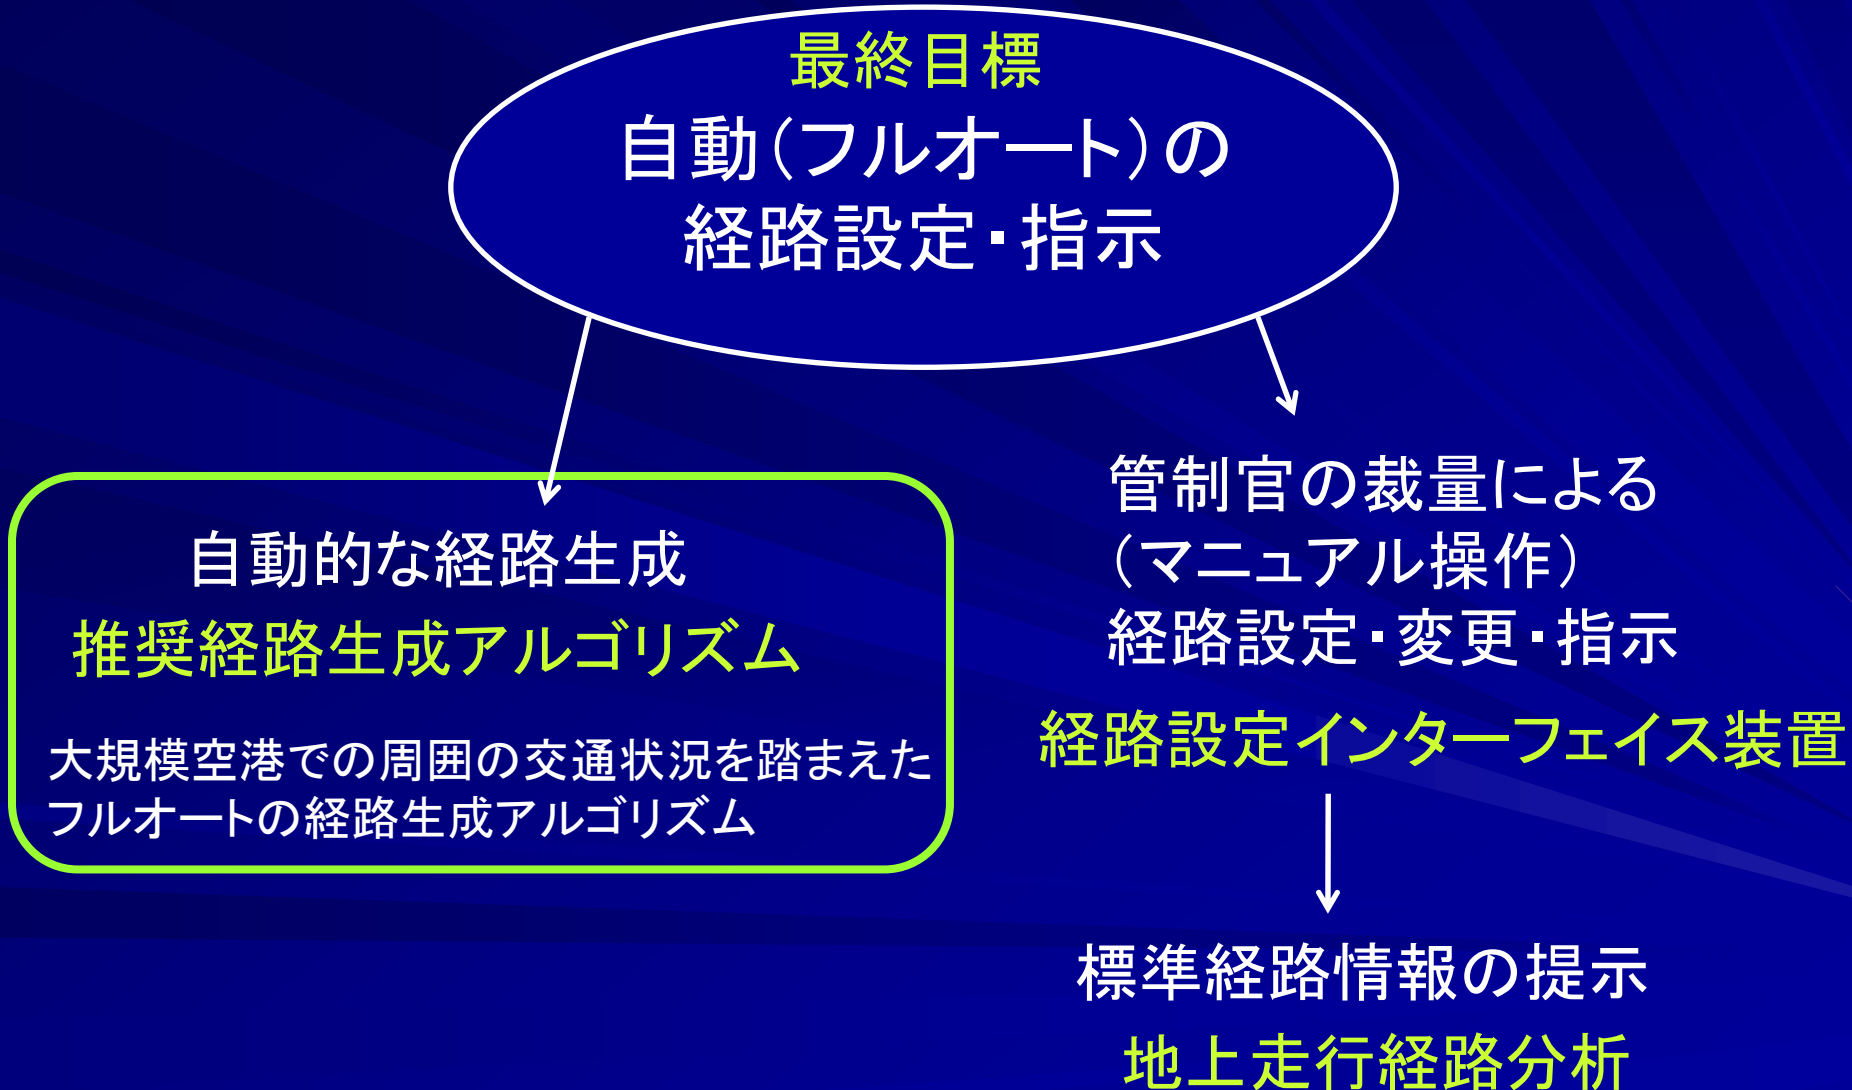 最終目標
自動（フルオート）の
経路設定・指示
自動的な経路生成
推奨経路生成アルゴリズム
大規模空港での周囲の交通状況を踏まえた
フルオートの経路生成アルゴリズム
管制官の裁量による
（マニュアル操作）
経路設定・変更・指示
経路設定インターフェイス装置
標準経路情報の提示
地上走行経路分析